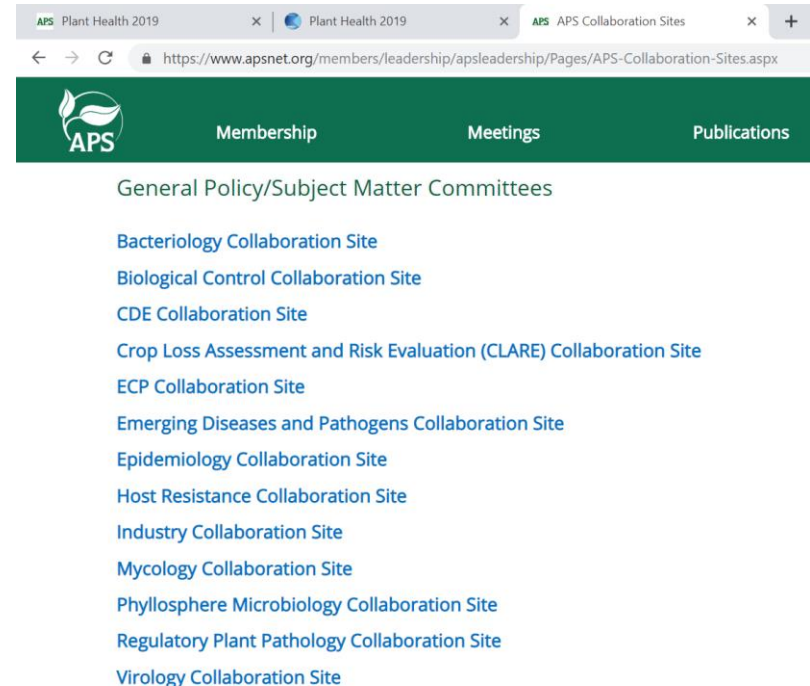 APS Plant Health 2019 Plant Health 2019 APS APS Collaboration Sites
https://www.apsnet.org/members/leadership/apsleadership/Pages/APS-Collaboration-Sites.aspx
APS Membership Meetings Publications
General Policy/Subject Matter Committees
Bacteriology Collaboration Site
Biological Control Collaboration Site
CDE Collaboration Site
Crop Loss Assessment and Risk Evaluation (CLARE) Collaboration Site
ECP Collaboration Site
Emerging Diseases and Pathogens Collaboration Site
Epidemiology Collaboration Site
Host Resistance Collaboration Site
Industry Collaboration Site
Mycology Collaboration Site
Phyllosphere Microbiology Collaboration Site
Regulatory Plant Pathology Collaboration Site
Virology Collaboration Site